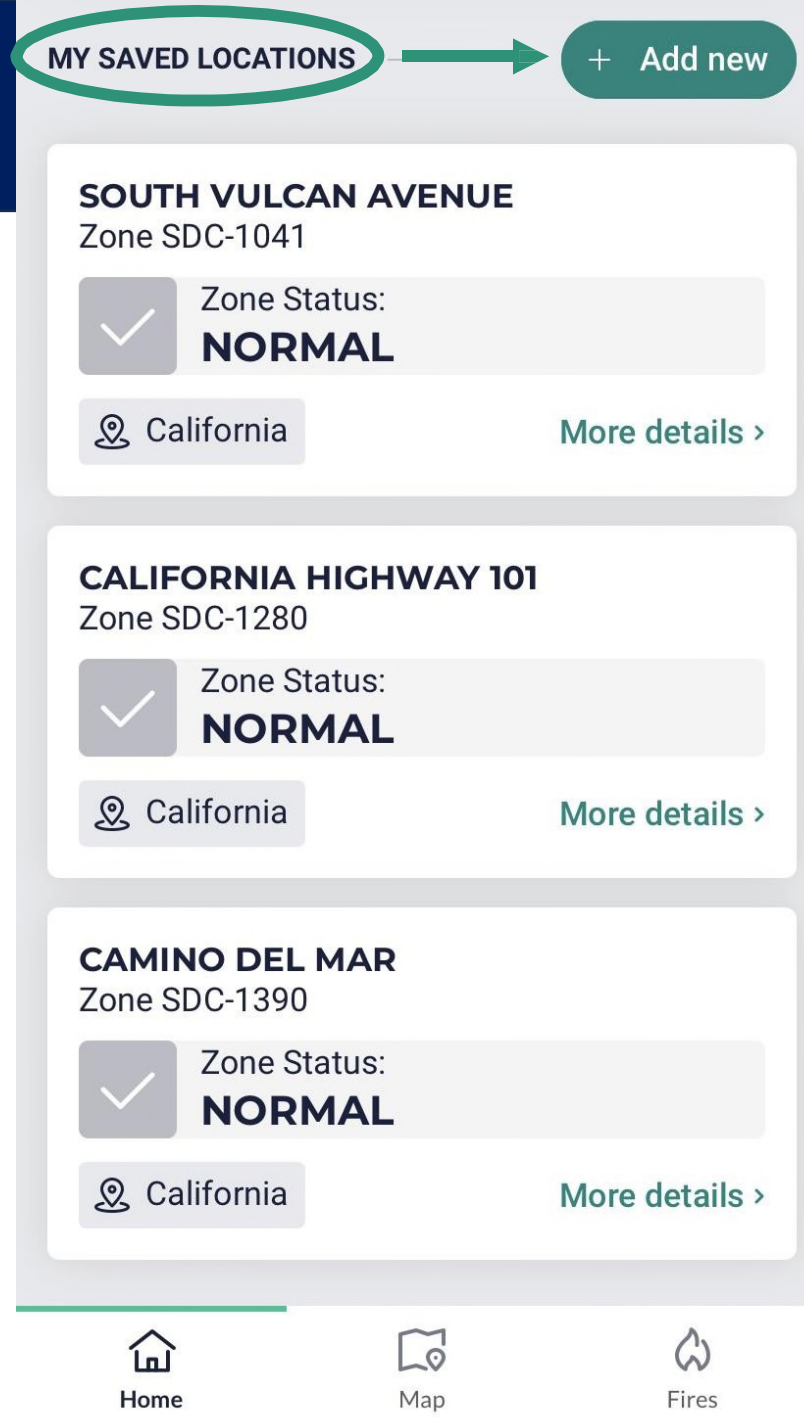 MY SAVED LOCATIONS
+ Add new
SOUTH VULCAN AVENUE
Zone SDC-1041
Zone Status:
NORMAL
California
More details >
CALIFORNIA HIGHWAY 101
Zone SDC-1280
Zone Status:
NORMAL
California
More details >
CAMINO DEL MAR
Zone SDC-1390
Zone Status:
NORMAL
California
More details >
Home
Map
Fires